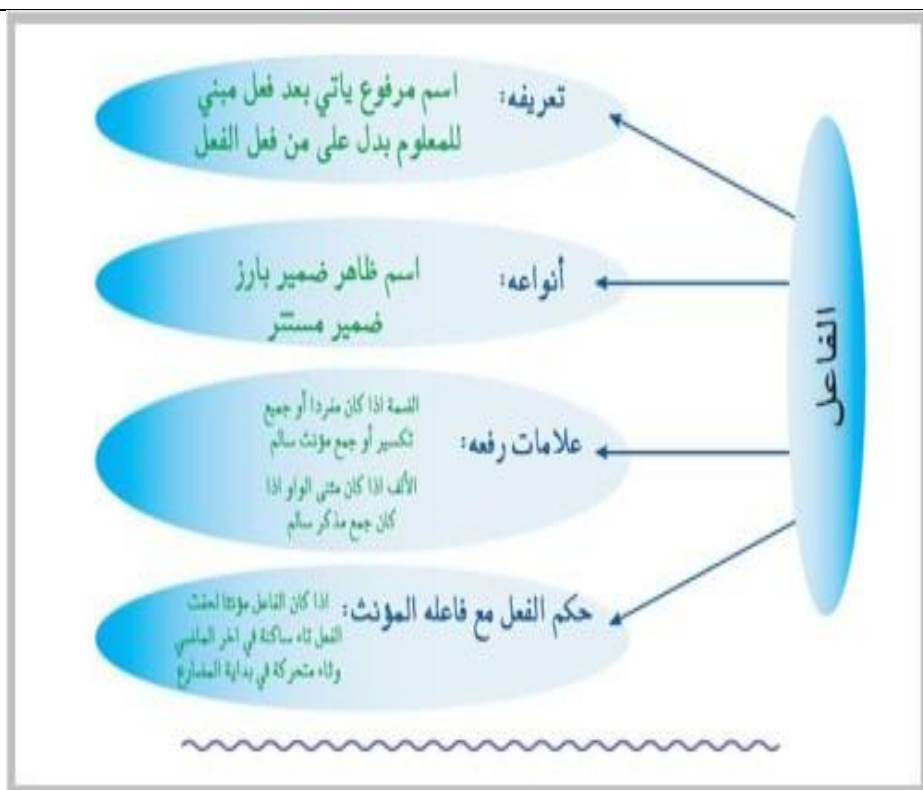 الفاعل
تعريفه:
اسم مرفوع ياتي بعد فعل مبني
للمعلوم بدل على من فعل الفعل
أنواعه:
اسم ظاهر ضمير بارز
ضمير مستتر
علامات رفعه:
الضمة اذا كان مفردا أو جميع
تكسير أو جمع مؤنث سالم
الألف اذا كان مثنى الواو اذا
كان جمع مذكر سالم
حكم الفعل مع فاعله المؤنث:
اذا كان الفاعل مؤنثا لحقت
الفعل تاء ساكنة في اخر الماضي
وتاء متحركة في بداية المضارع